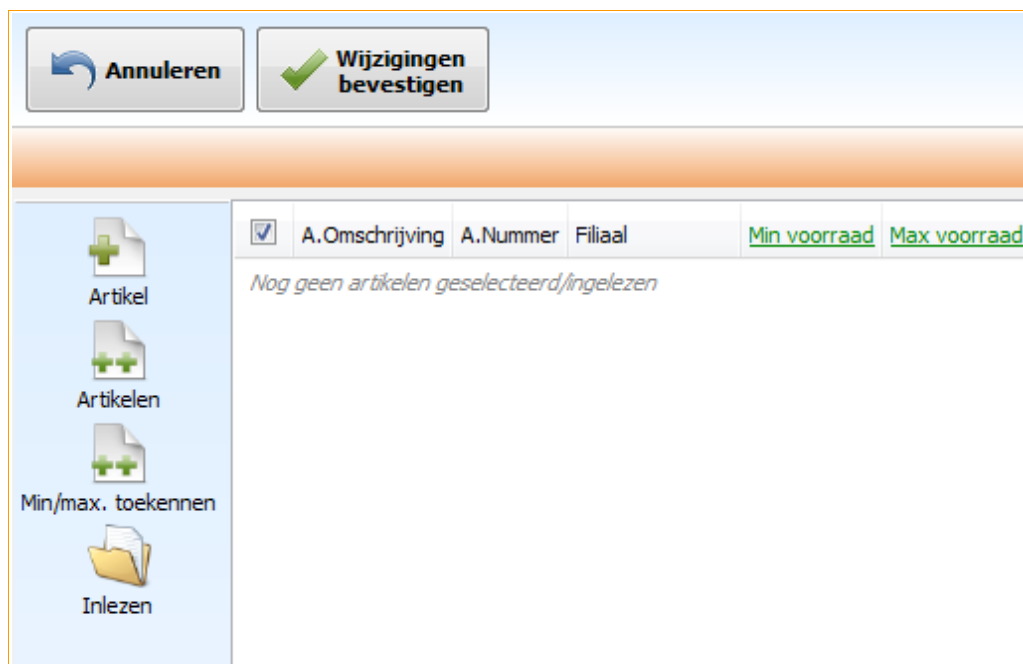 Annuleren
Wijzigingen
bevestigen
A.Omschrijving A.Nummer Filiaal Min voorraad Max voorraad
Nog geen artikelen geselecteerd/ingelezen
Artikel
Artikelen
Min/max. toekennen
Inlezen